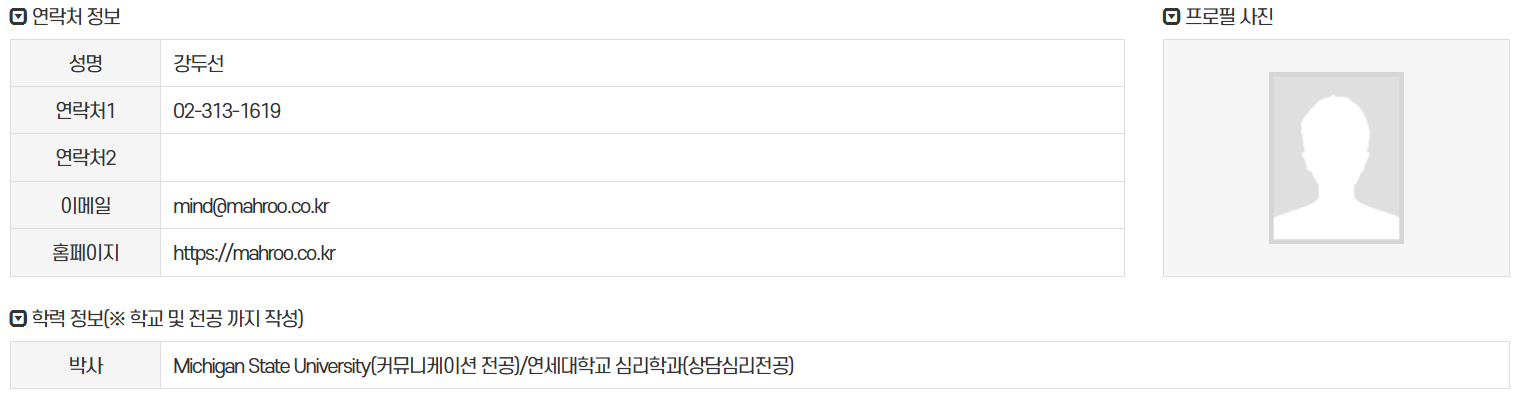 연락처 정보
프로필 사진
성명 강두선
연락처1 02-313-1619
연락처2
이메일 mind@mahroo.co.kr
홈페이지 https://mahroo.co.kr
학력 정보(※ 학교 및 전공 까지 작성)
박사 Michigan State University(커뮤니케이션 전공)/연세대학교 심리학과(상담심리전공)